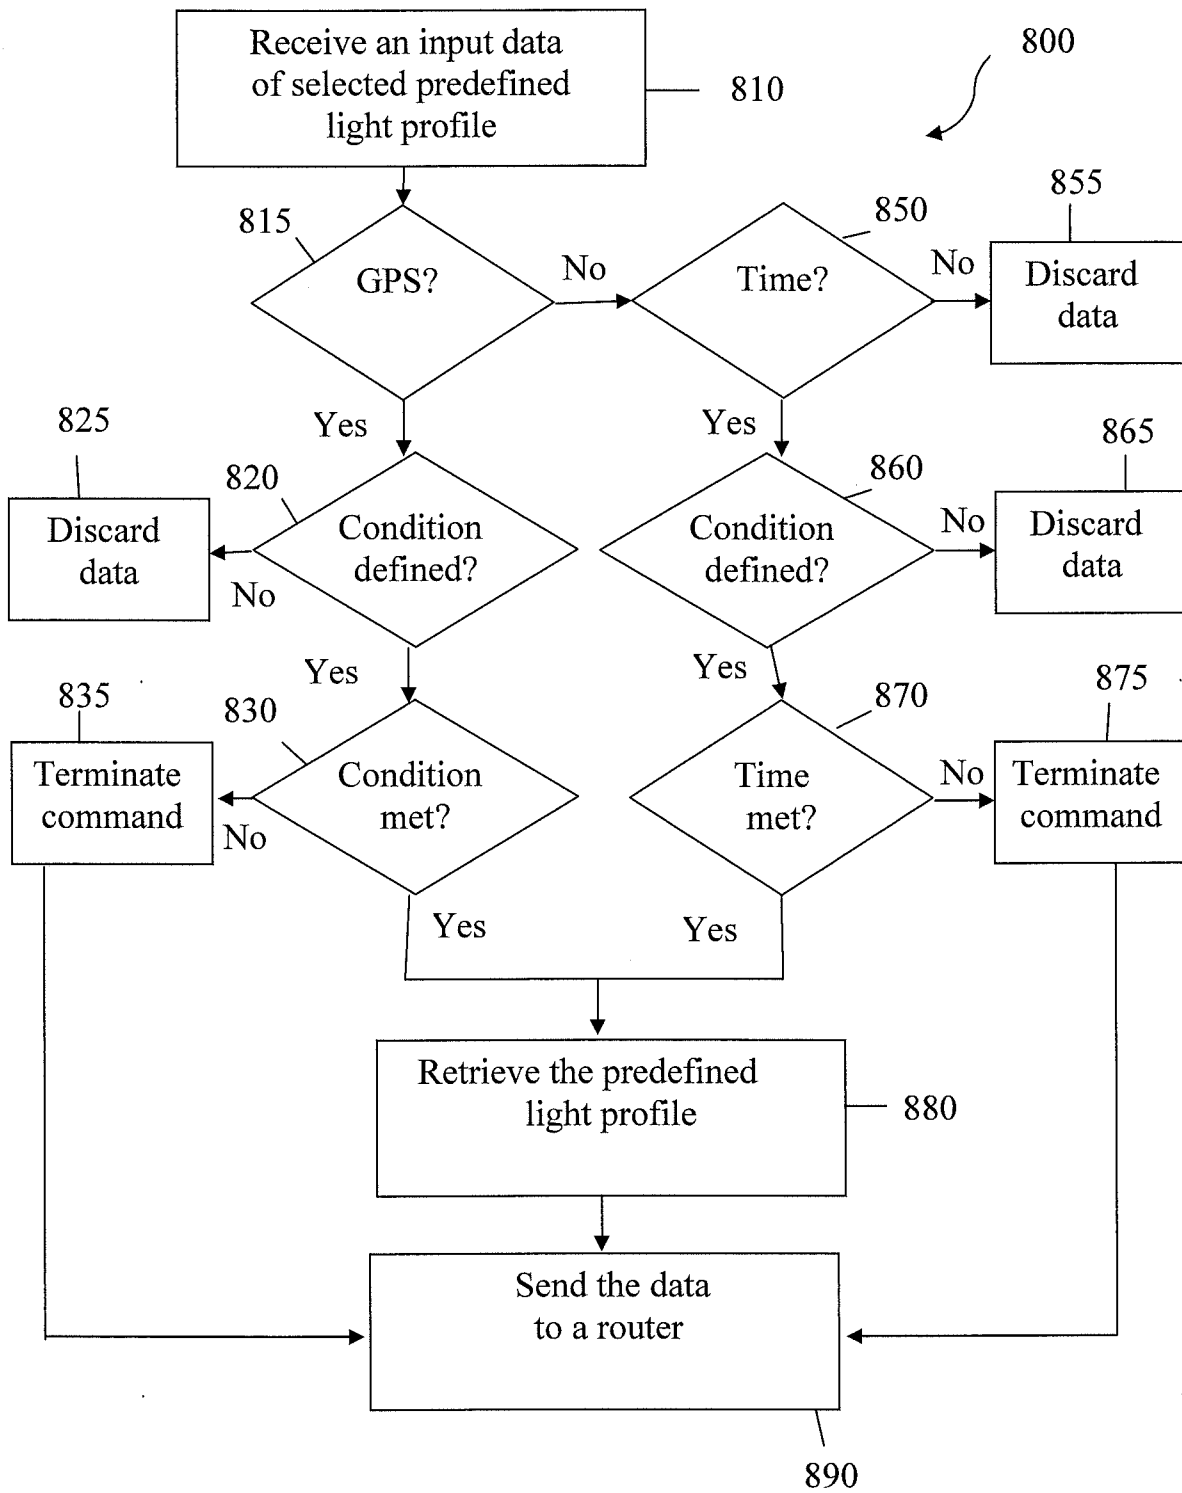 Receive an input data
of selected predefined
light profile
810
800
815
GPS?
No
850
Time?
No
855
Discard
data
Yes
Yes
825
Discard
data
820
Condition
defined?
No
860
Condition
defined?
No
865
Discard
data
Yes
Yes
835
Terminate
command
830
Condition
met?
No
870
Time
met?
No
875
Terminate
command
Yes
Yes
Retrieve the predefined
light profile
880
Send the data
to a router
890